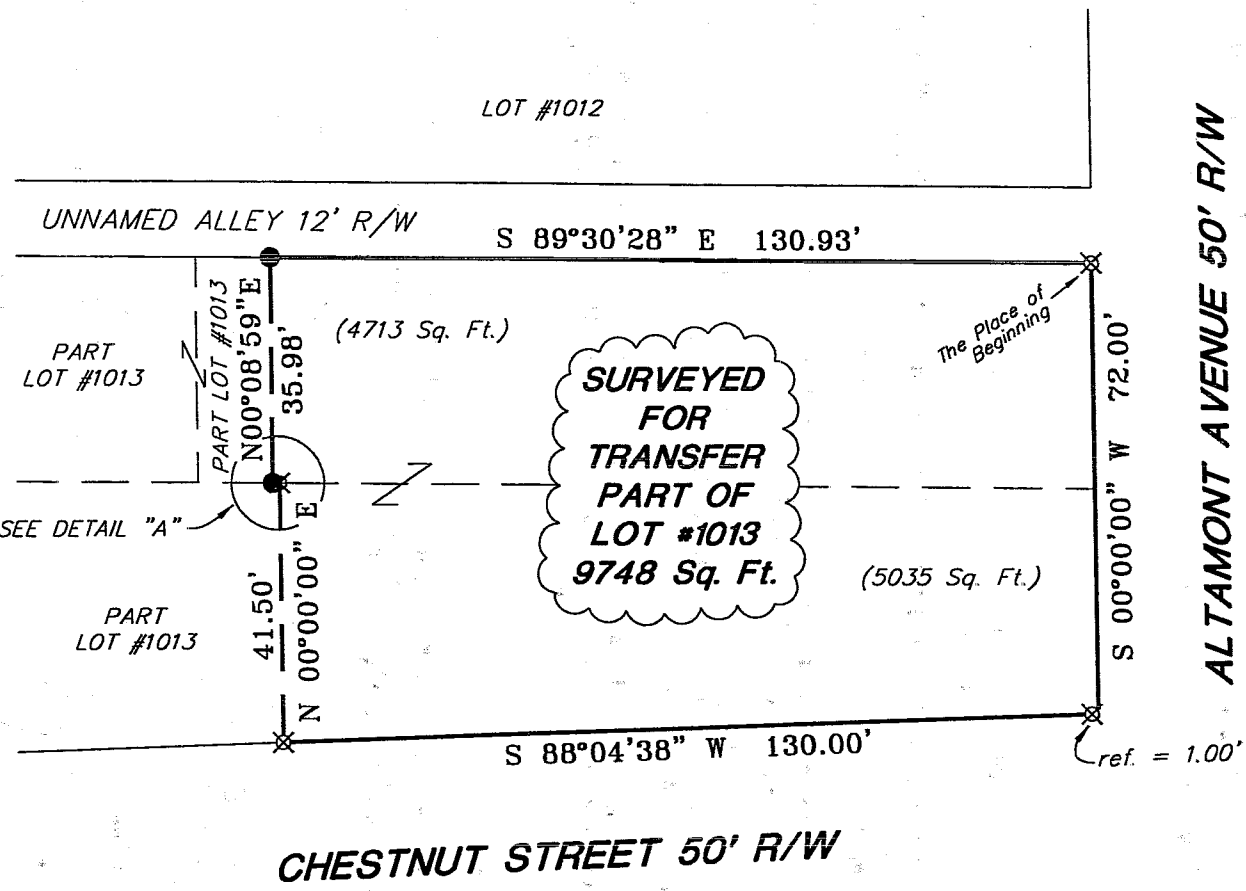 LOT #1012
UNNAMED ALLEY 12' R/W
S 89°30'28" E 130.93'
ALTAMONT AVENUE 50' R/W
PART
LOT #1013
PART LOT #1013
N00°08'59"E
35.98'
(4713 Sq. Ft.)
The Place of
Beginning
SURVEYED
FOR
TRANSFER
PART OF
LOT #1013
9748 Sq. Ft.
S 00°00'00" W 72.00'
SEE DETAIL "A"
(5035 Sq. Ft.)
PART
LOT #1013
41.50'
N 00°00'00" E
S 88°04'38" W 130.00'
ref. = 1.00'
CHESTNUT STREET 50' R/W